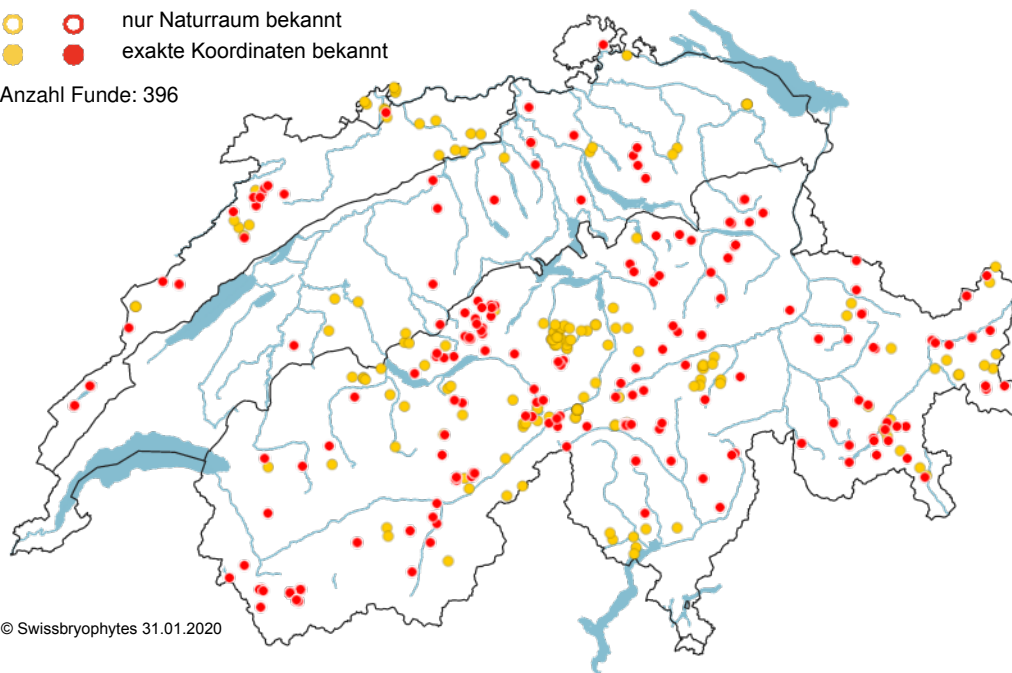 nur Naturraum bekannt
exakte Koordinaten bekannt
Anzahl Funde: 396
© Swissbryophytes 31.01.2020